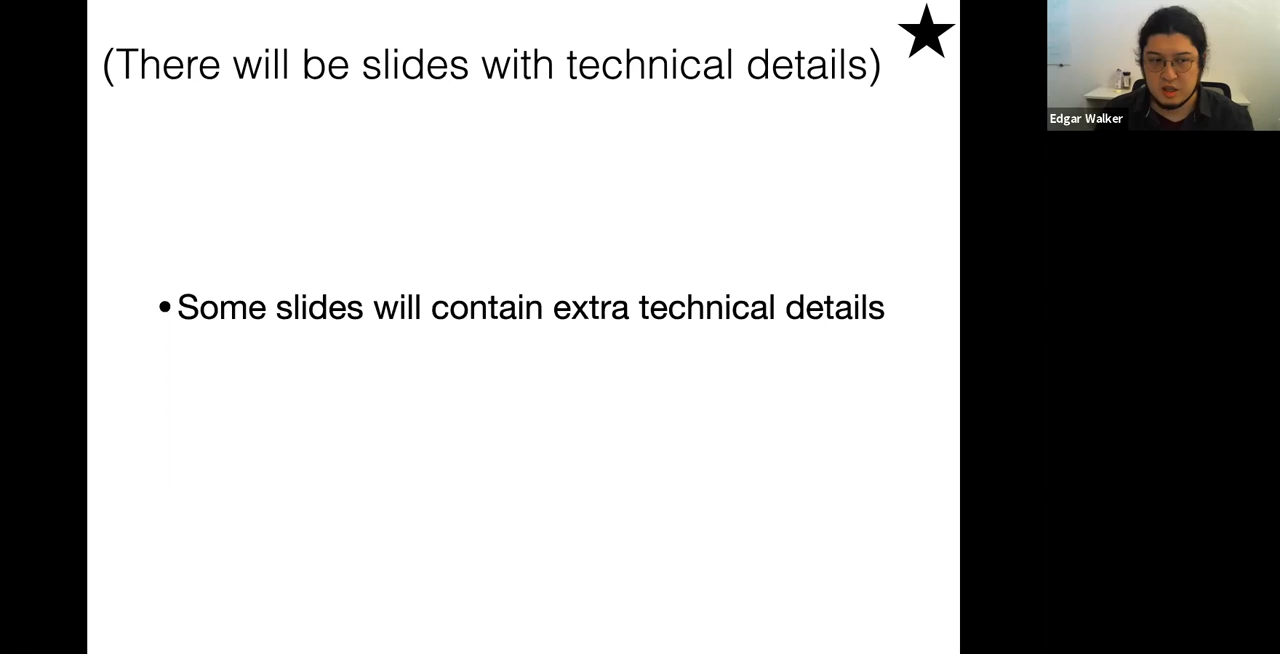 (There will be slides with technical details)
• Some slides will contain extra technical details
Edgar Walker